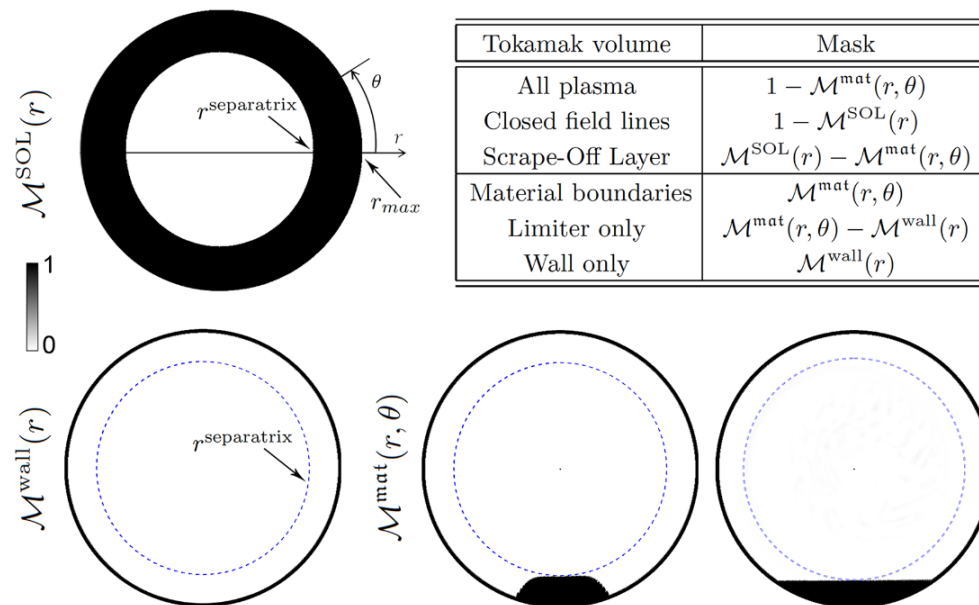 𝓜^SOL(r)
θ
r^separatrix
r
r_max
Tokamak volume Mask
All plasma 1 − 𝓜^𝔪𝔞𝔱(r, θ)
Closed field lines 1 − 𝓜^SOL(r)
Scrape-Off Layer 𝓜^SOL(r) − 𝓜^𝔪𝔞𝔱(r, θ)
Material boundaries 𝓜^𝔪𝔞𝔱(r, θ)
Limiter only 𝓜^𝔪𝔞𝔱(r, θ) − 𝓜^wall(r)
Wall only 𝓜^wall(r)
1
0
𝓜^wall(r)
r^separatrix
𝓜^𝔪𝔞𝔱(r, θ)